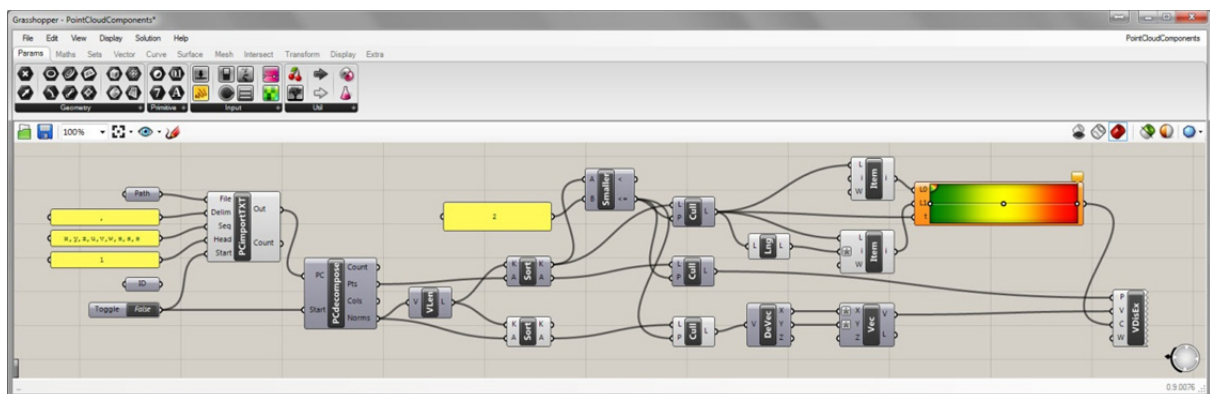 Grasshopper - PointCloudComponents*
File Edit View Display Solution Help
PointCloudComponents
Params Maths Sets Vector Curve Surface Mesh Intersect Transform Display Extra
Geometry Primitive Input Util
100%
Path
,
1
ID
Toggle False
File
Delim
Seq
Head
Start
PCimportTXT
Out
Count
PC
Start
PCdecompose
Count
Pts
Cols
Norms
V VLen L
2
K A Sort K A
K A Sort K A
A B Smaller < <=
L P Cull L
L P Cull L
L P Cull L
L Lng L
L i W Item i
L i W Item i
L0
L1
t
V DeVec X Y Z
X Y Z Vec V
P V C W VDisEx
0.9.0076